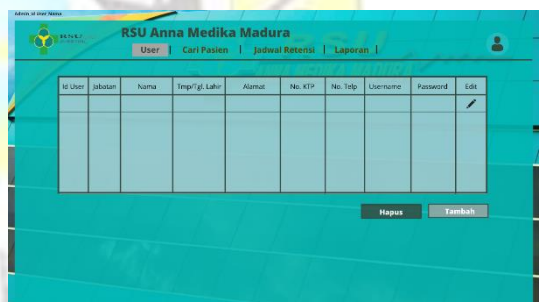 RSU Anna Medika Madura
User | Cari Pasien | Jadwal Retensi | Laporan |
Id User Jabatan Nama Tmp/Tgl. Lahir Alamat No. KTP No. Telp Username Password Edit
Hapus Tambah